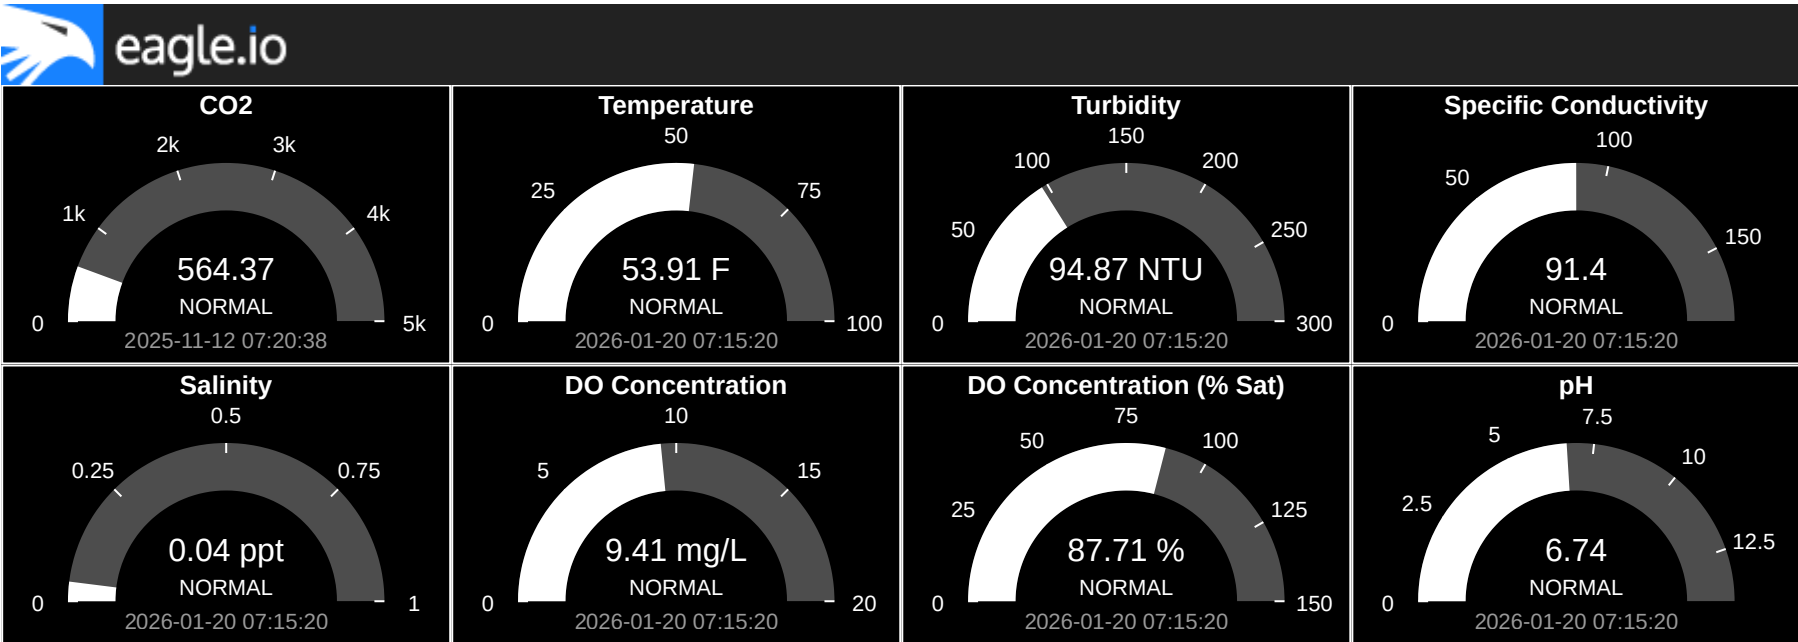 eagle.io
CO2
0
1k
2k
3k
4k
5k
564.37
NORMAL
2025-11-12 07:20:38
Temperature
0
25
50
75
100
53.91 F
NORMAL
2026-01-20 07:15:20
Turbidity
0
50
100
150
200
250
300
94.87 NTU
NORMAL
2026-01-20 07:15:20
Specific Conductivity
0
50
100
150
91.4
NORMAL
2026-01-20 07:15:20
Salinity
0
0.25
0.5
0.75
1
0.04 ppt
NORMAL
2026-01-20 07:15:20
DO Concentration
0
5
10
15
20
9.41 mg/L
NORMAL
2026-01-20 07:15:20
DO Concentration (% Sat)
0
25
50
75
100
125
150
87.71 %
NORMAL
2026-01-20 07:15:20
pH
0
2.5
5
7.5
10
12.5
6.74
NORMAL
2026-01-20 07:15:20